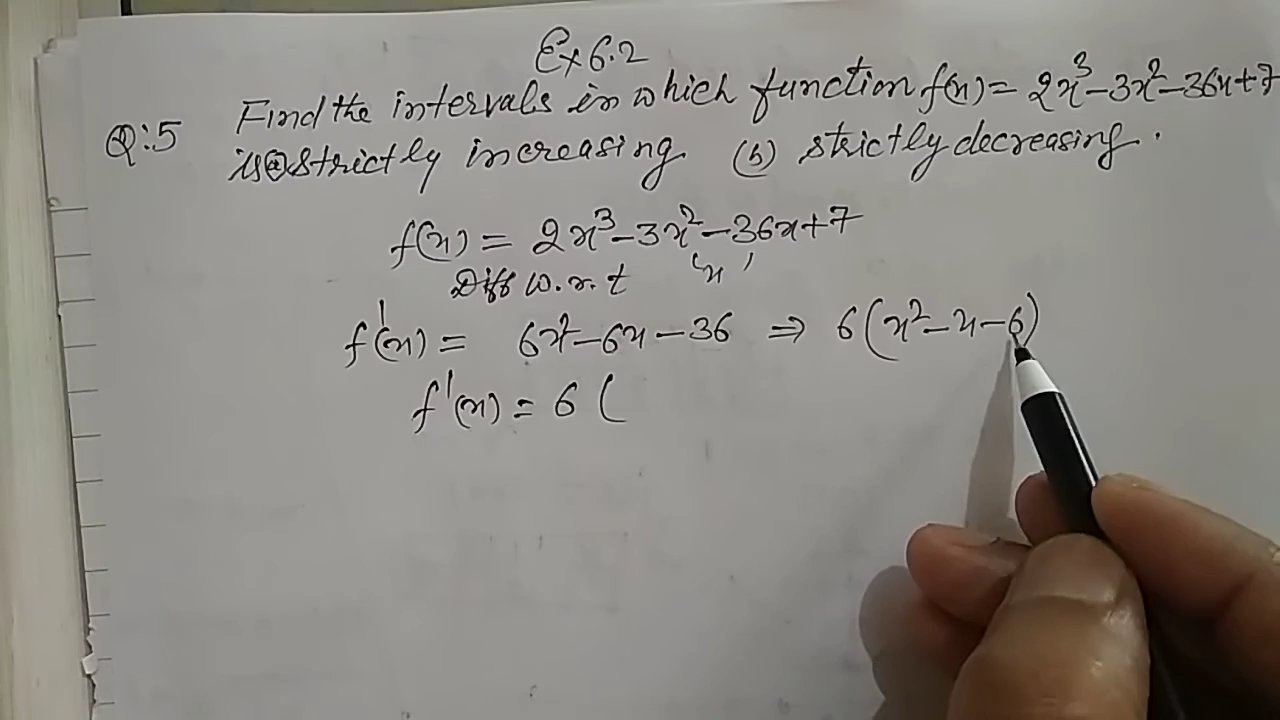 Ex 6.2
Q:5 Find the intervals in which function f(x) = 2x³-3x²-36x+7
is (a) strictly increasing. (b) strictly decreasing.
f(x) = 2x³-3x²-36x+7
Diff w.r.t 'x'
f'(x) = 6x²-6x-36 ⇒ 6(x²-x-6)
f'(x) = 6 (